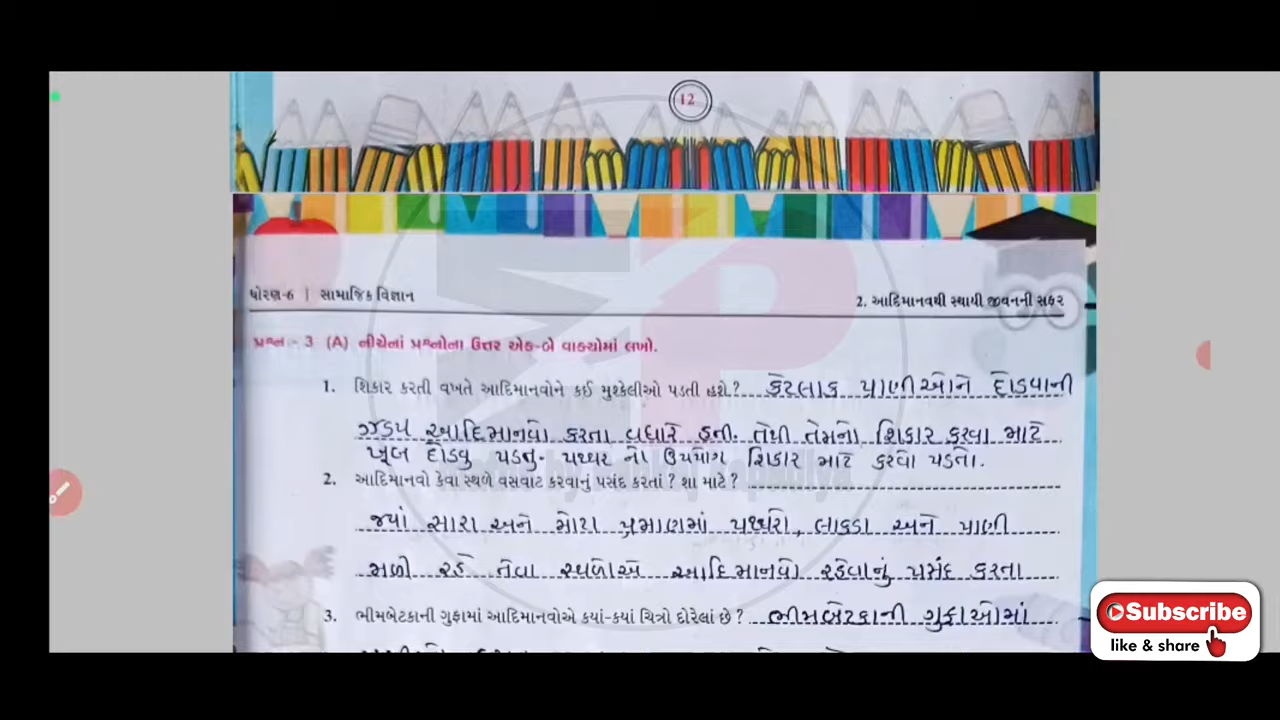 12
ધોરણ-6 | સામાજિક વિજ્ઞાન
2. આદિમાનવથી સ્થાયી જીવનની સફર
પ્રશ્ન - 3 (A) નીચેનાં પ્રશ્નોના ઉત્તર એક-બે વાક્યોમાં લખો.
1. શિકાર કરતી વખતે આદિમાનવોને કઈ મુશ્કેલીઓ પડતી હશે? કેટલાક પ્રાણીઓને દોડવાની
ઝડપ આદિમાનવો કરતા વધારે હતી. તેથી તેમનો શિકાર કરવા માટે
ખૂબ દોડવુ પડતુ. પથ્થર નો ઉપયોગ શિકાર માટે કરવો પડતો.
2. આદિમાનવો કેવા સ્થળે વસવાટ કરવાનું પસંદ કરતાં? શા માટે?
જ્યાં સારા અને મોટા પ્રમાણમાં પથ્થરો, લાકડા અને પાણી
મળી રહે તેવા સ્થળોએ આદિમાનવો રહેવાનું પસંદ કરતા
3. ભીમબેટકાની ગુફામાં આદિમાનવોએ કયાં-કયાં ચિત્રો દોરેલાં છે? ભીમબેટકાની ગુફાઓમાં
Subscribe
like & share